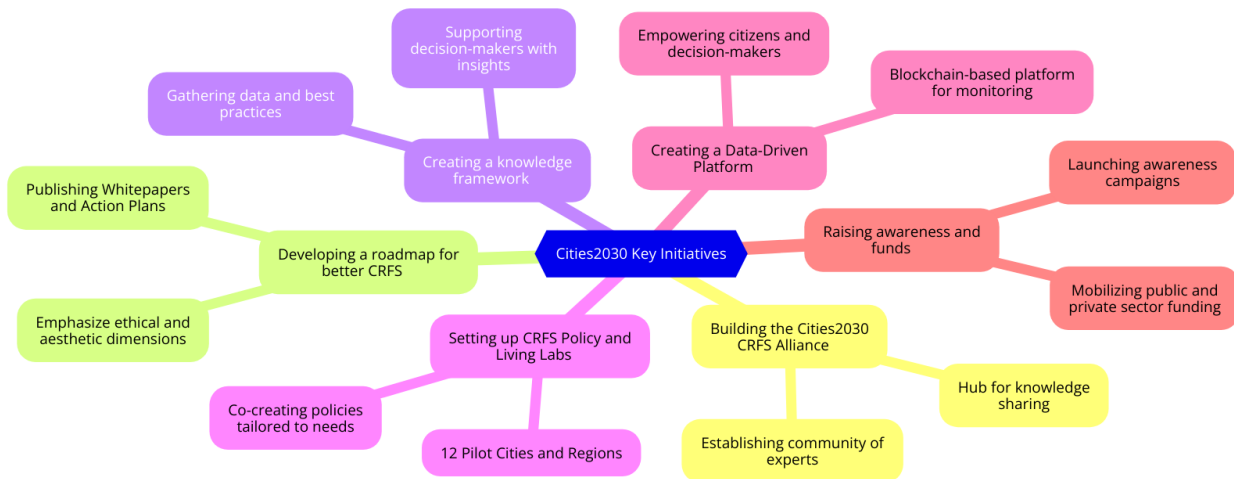 Supporting
decision-making with
insights
Gathering data and best
practices
Creating a knowledge
framework
Empowering citizens and
decision-makers
Blockchain-based platform
for monitoring
Creating a Data-Driven
Platform
Launching awareness
campaigns
Raising awareness and
funds
Mobilizing public and
private sector funding
Cities2030 Key Initiatives
Publishing Whitepapers
and Action Plans
Developing a roadmap for
better CRFS
Emphasize ethical and
aesthetic dimensions
Setting up CRFS Policy and
Living Labs
Co-creating policies
tailored to needs
12 Pilot Cities and Regions
Building the Cities2030
CRFS Alliance
Hub for knowledge
sharing
Establishing community of
experts